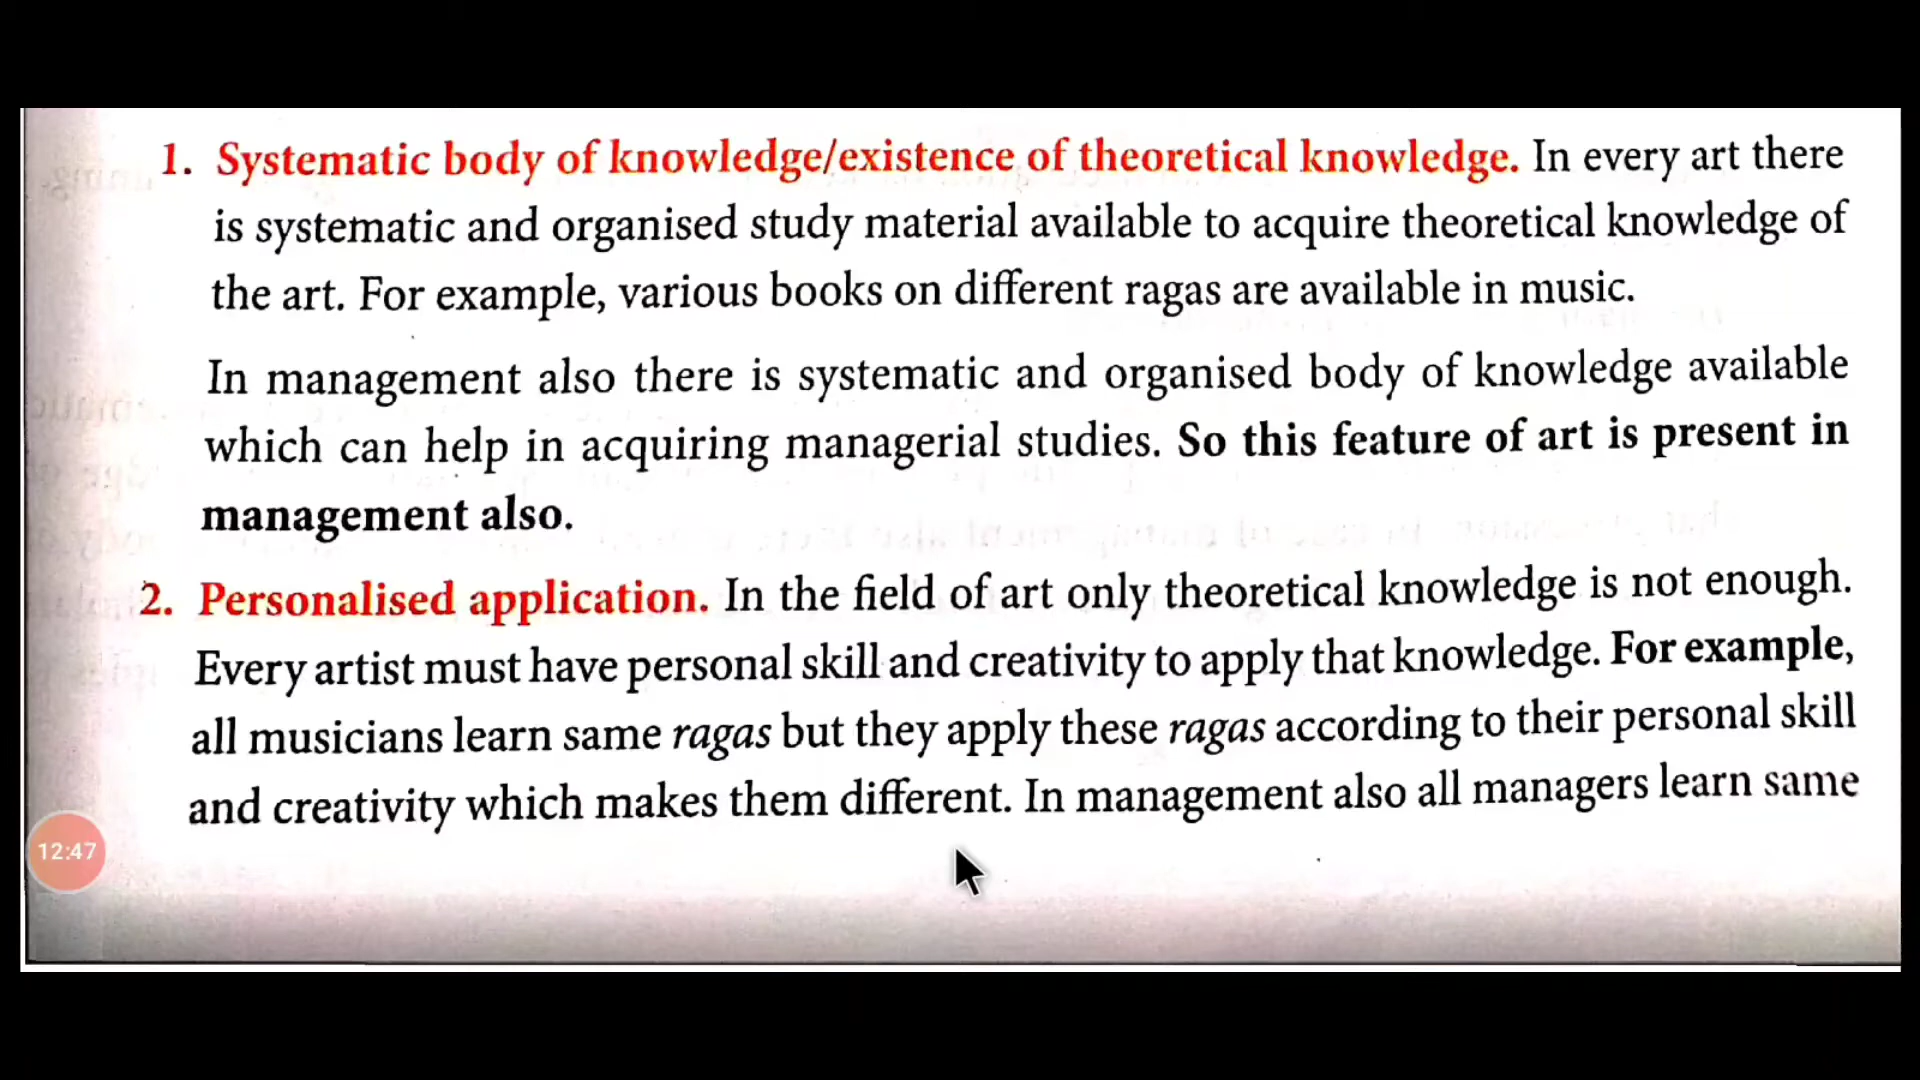 1. Systematic body of knowledge/existence of theoretical knowledge. In every art there
is systematic and organised study material available to acquire theoretical knowledge of
the art. For example, various books on different ragas are available in music.
In management also there is systematic and organised body of knowledge available
which can help in acquiring managerial studies. So this feature of art is present in
management also.
2. Personalised application. In the field of art only theoretical knowledge is not enough.
Every artist must have personal skill and creativity to apply that knowledge. For example,
all musicians learn same ragas but they apply these ragas according to their personal skill
and creativity which makes them different. In management also all managers learn same
12:47